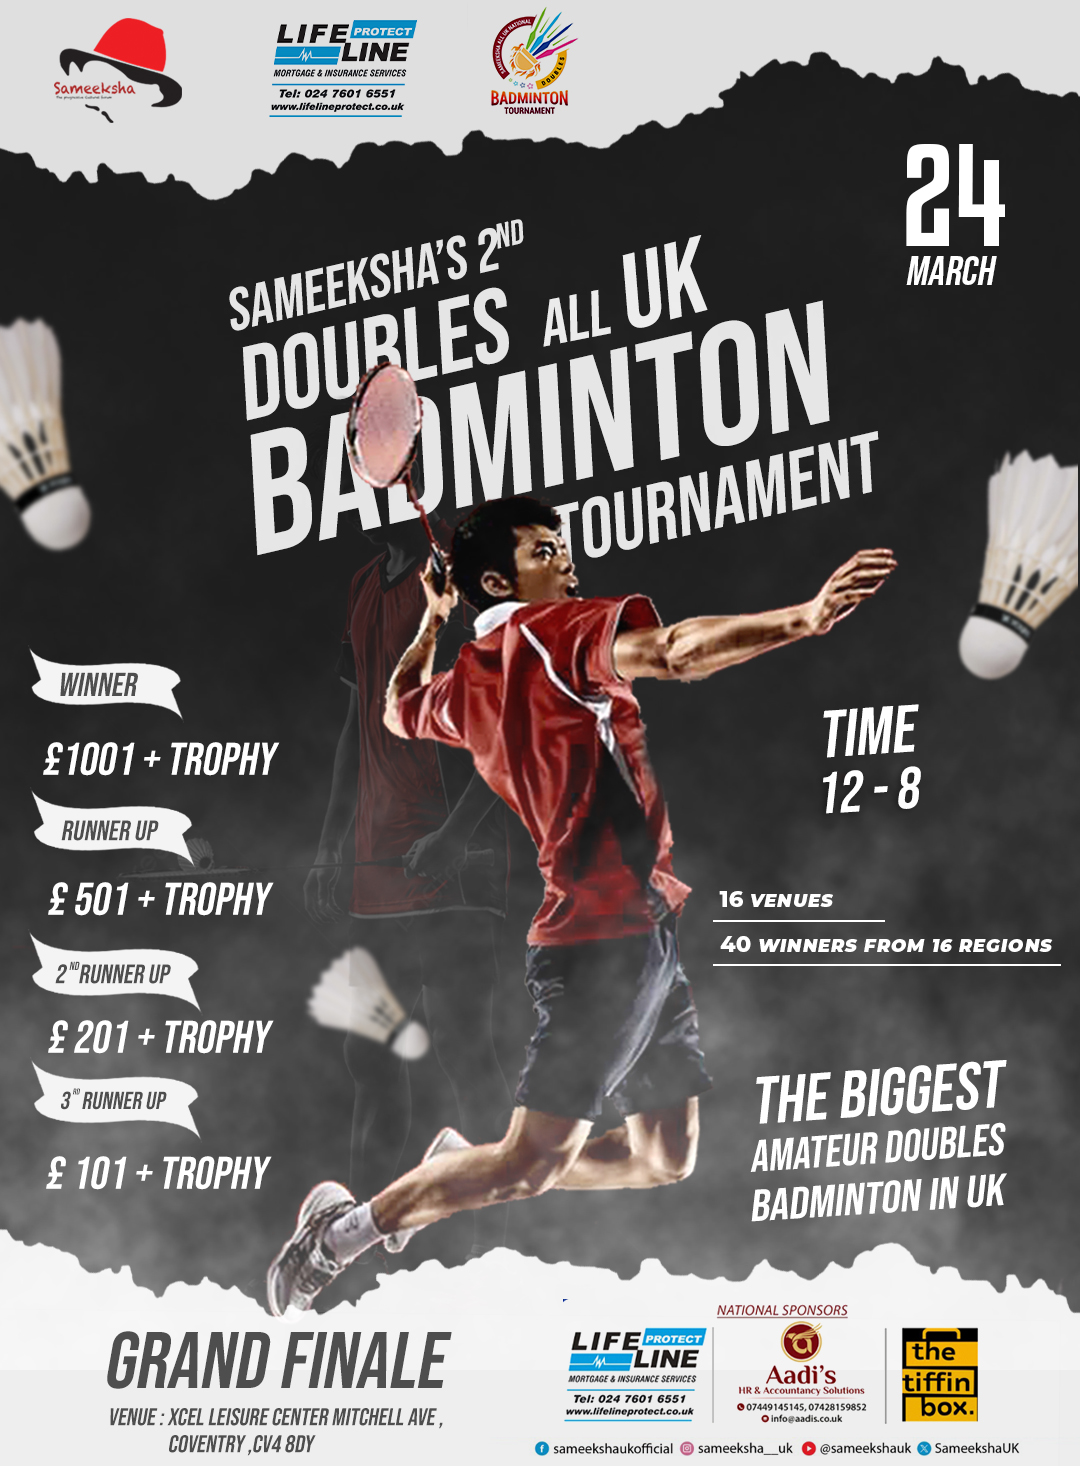 Sameeksha
LIFE PROTECT
LINE
MORTGAGE & INSURANCE SERVICES
Tel: 024 7601 6551
www.lifelineprotect.co.uk
SAMEEKSHA ALL UK NATIONAL
DOUBLES
BADMINTON
TOURNAMENT
24
MARCH
SAMEEKSHA'S 2ND
DOUBLES ALL UK
BADMINTON
TOURNAMENT
WINNER
£1001 + TROPHY
RUNNER UP
£ 501 + TROPHY
2ND RUNNER UP
£ 201 + TROPHY
3RD RUNNER UP
£ 101 + TROPHY
TIME
12 - 8
16 VENUES
40 WINNERS FROM 16 REGIONS
THE BIGGEST
AMATEUR DOUBLES
BADMINTON IN UK
GRAND FINALE
VENUE : XCEL LEISURE CENTER MITCHELL AVE ,
COVENTRY ,CV4 8DY
NATIONAL SPONSORS
LIFE PROTECT
LINE
MORTGAGE & INSURANCE SERVICES
Tel: 024 7601 6551
www.lifelineprotect.co.uk
Aadi's
HR & Accountancy Solutions
07449145145, 07428159852
info@aadis.co.uk
the
tiffin
box.
sameekshaukofficial sameeksha__uk @sameekshauk SameekshaUK